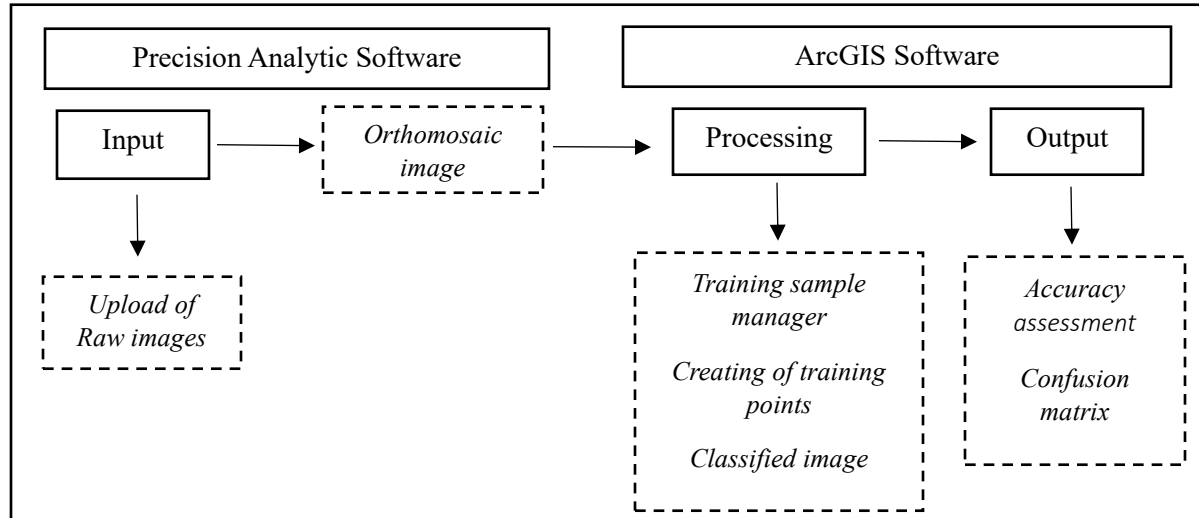 Precision Analytic Software
ArcGIS Software
Input
Orthomosaic
image
Processing
Output
Upload of
Raw images
Training sample
manager
Creating of training
points
Classified image
Accuracy
assessment
Confusion
matrix